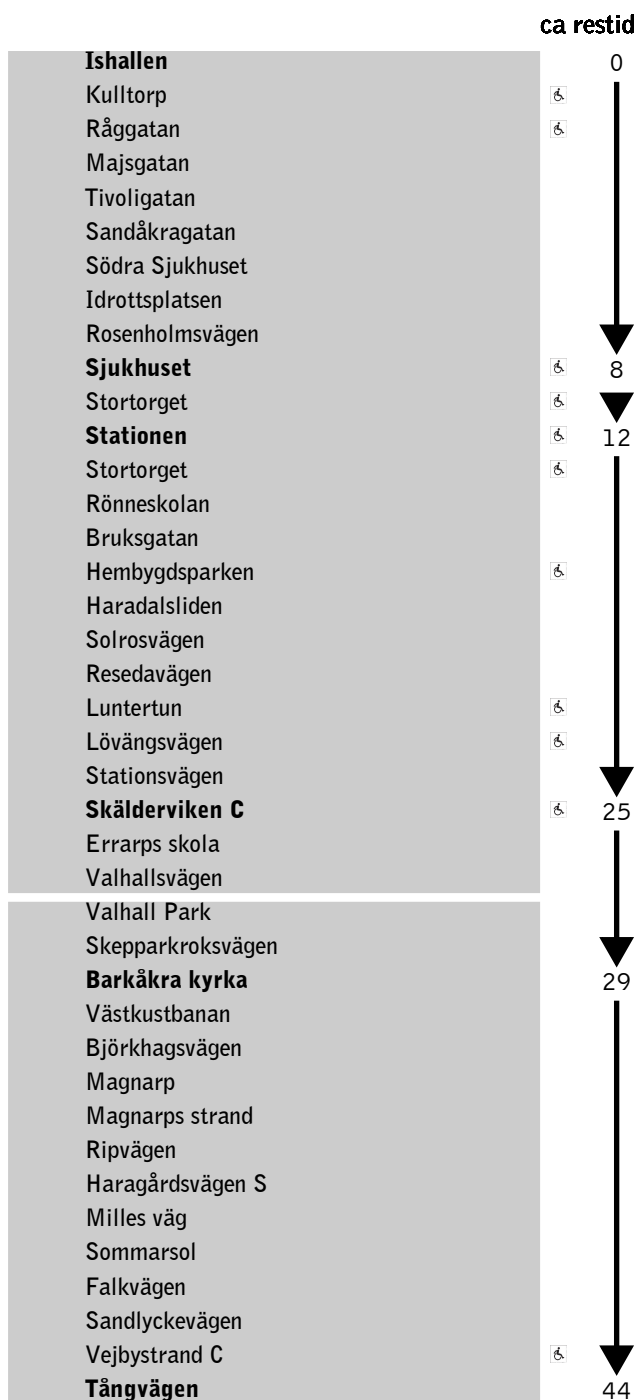 ca restid
Ishallen 0
Kulltorp
Råggatan
Majsgatan
Tivoligatan
Sandåkragatan
Södra Sjukhuset
Idrottsplatsen
Rosenholmsvägen
Sjukhuset 8
Stortorget
Stationen 12
Stortorget
Rönneskolan
Bruksgatan
Hembygdsparken
Haradalsliden
Solrosvägen
Resedavägen
Luntertun
Lövängsvägen
Stationsvägen
Skälderviken C 25
Errarps skola
Valhallsvägen
Valhall Park
Skepparkroksvägen
Barkåkra kyrka 29
Västkustbanan
Björkhagsvägen
Magnarp
Magnarps strand
Ripvägen
Haragårdsvägen S
Milles väg
Sommarsol
Falkvägen
Sandlyckevägen
Vejbystrand C
Tångvägen 44